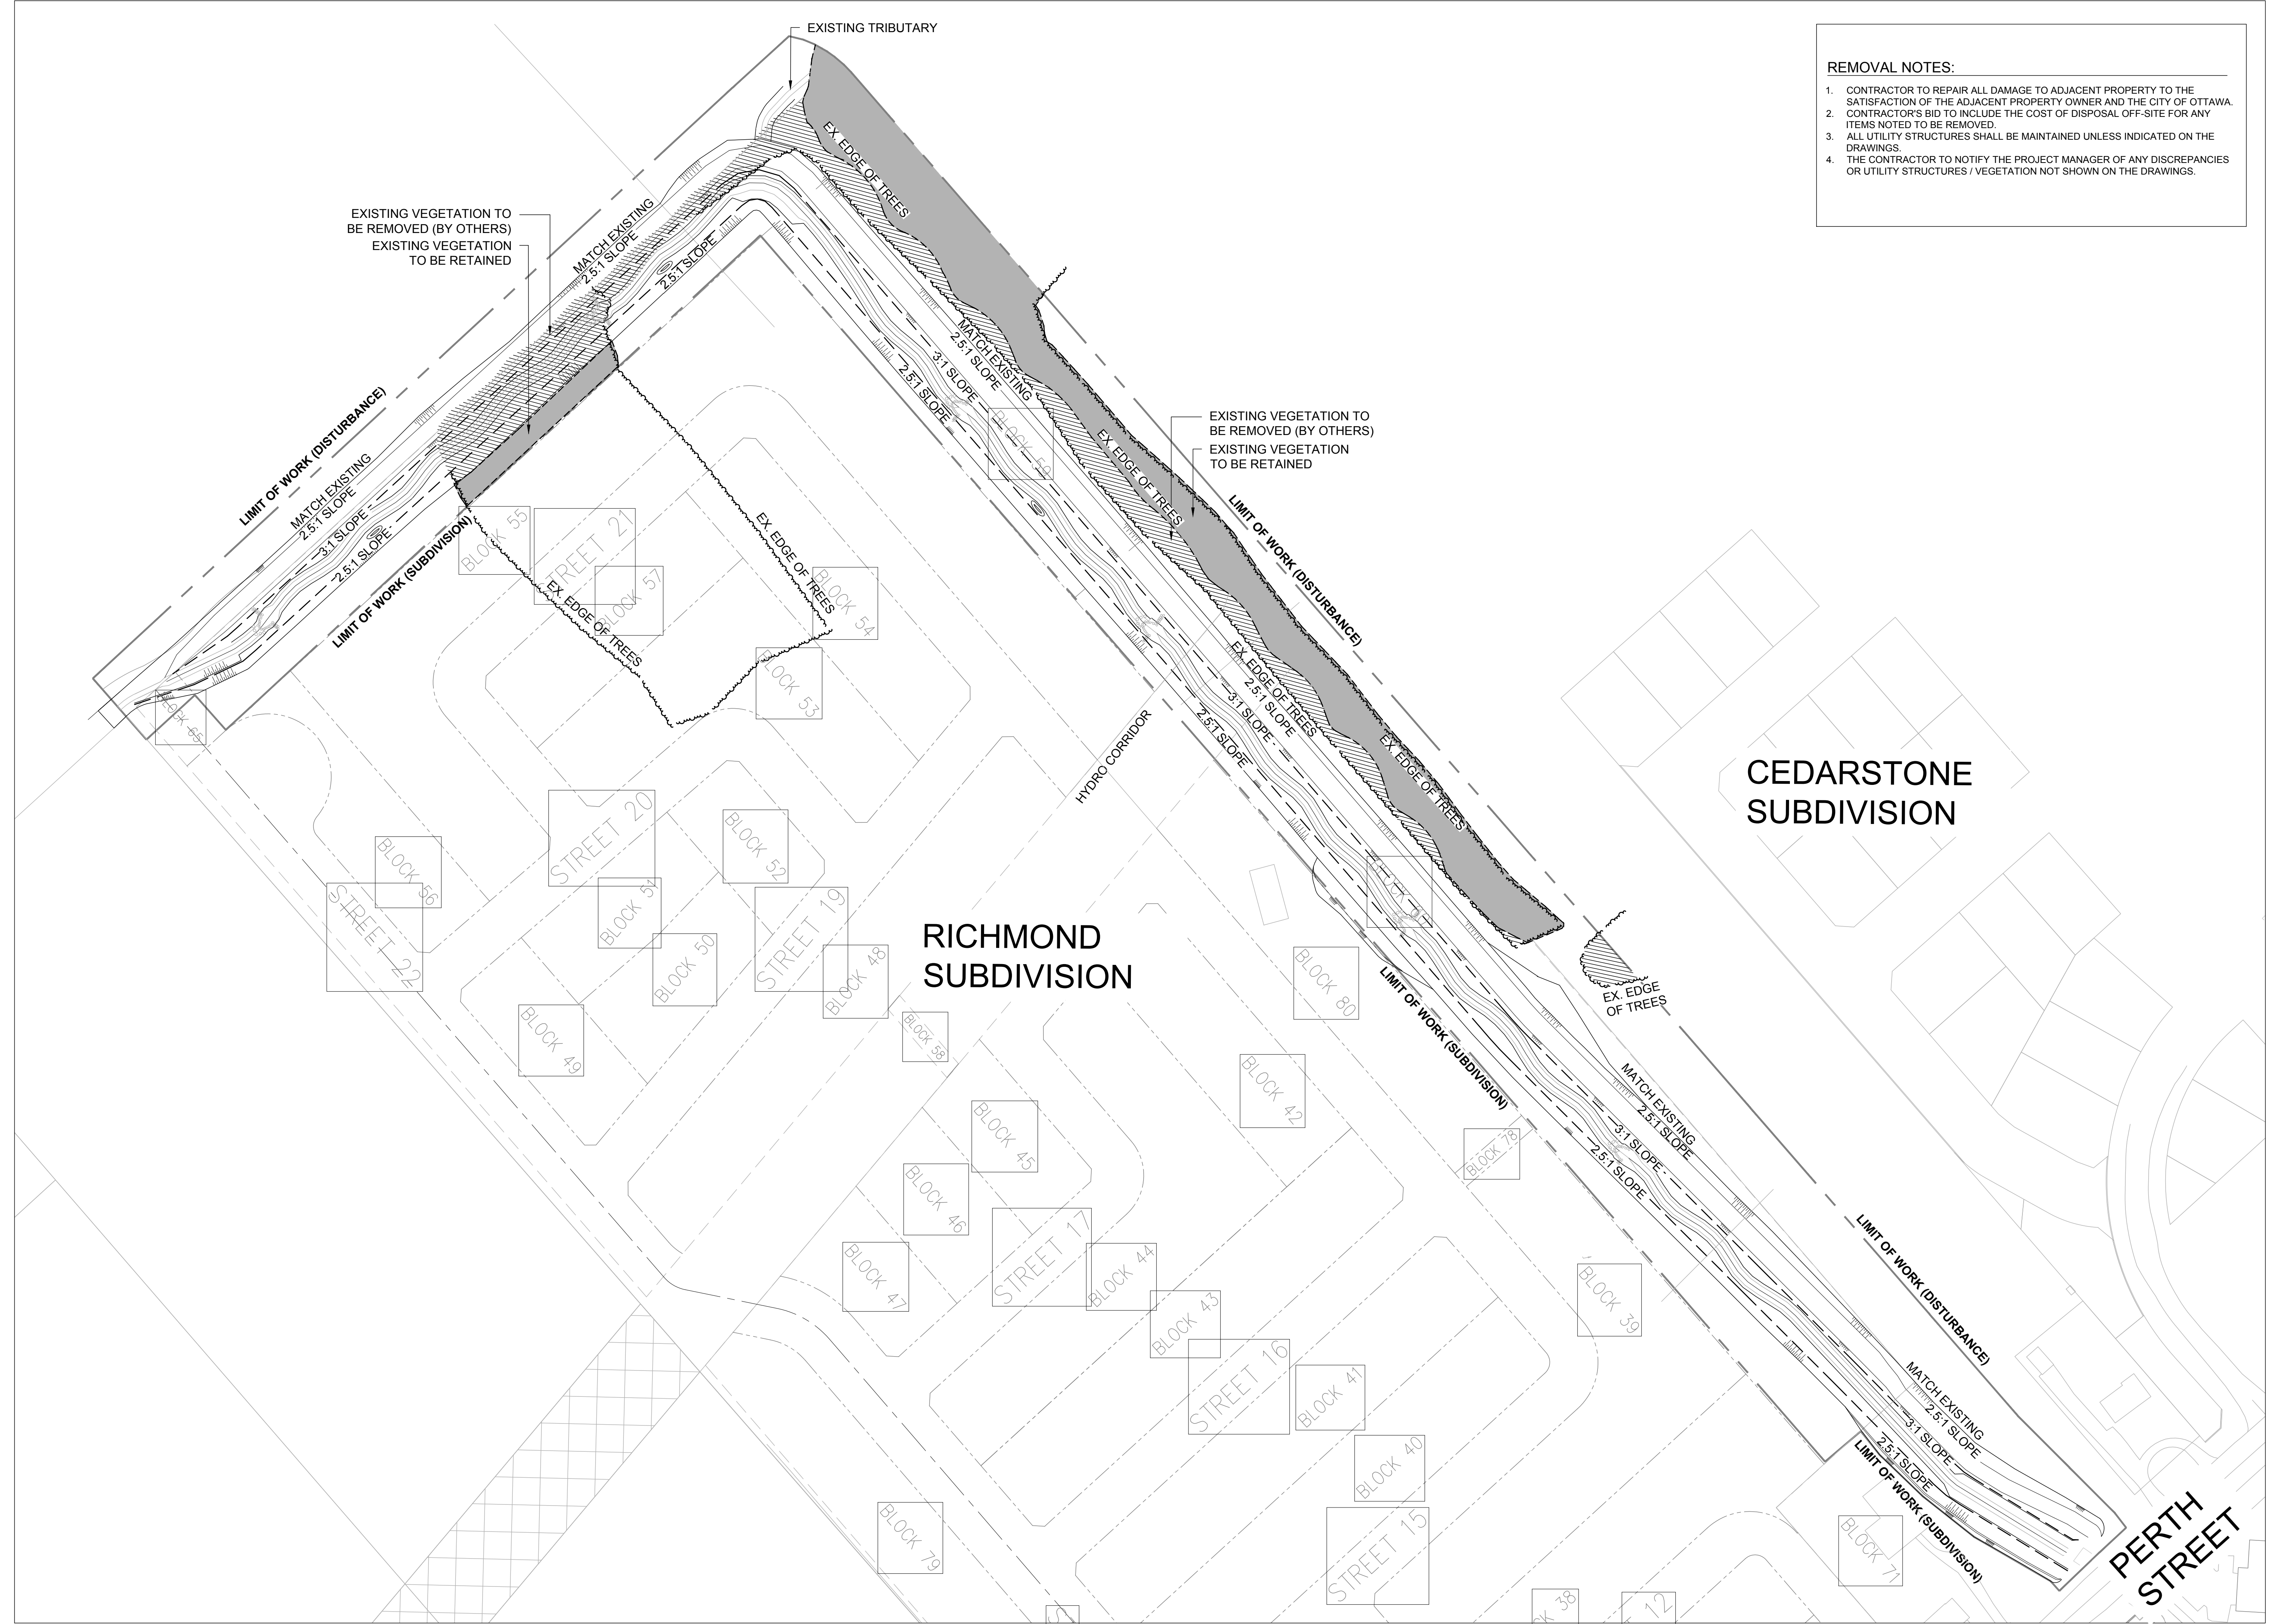 EXISTING TRIBUTARY
REMOVAL NOTES:
1. CONTRACTOR TO REPAIR ALL DAMAGE TO ADJACENT PROPERTY TO THE
SATISFACTION OF THE ADJACENT PROPERTY OWNER AND THE CITY OF OTTAWA.
2. CONTRACTOR'S BID TO INCLUDE THE COST OF DISPOSAL OFF-SITE FOR ANY
ITEMS NOTED TO BE REMOVED.
3. ALL UTILITY STRUCTURES SHALL BE MAINTAINED UNLESS INDICATED ON THE
DRAWINGS.
4. THE CONTRACTOR TO NOTIFY THE PROJECT MANAGER OF ANY DISCREPANCIES
OR UTILITY STRUCTURES / VEGETATION NOT SHOWN ON THE DRAWINGS.
EX. EDGE OF TREES
EXISTING VEGETATION TO
BE REMOVED (BY OTHERS)
EXISTING VEGETATION
TO BE RETAINED
MATCH EXISTING
2.5:1 SLOPE
2.5:1 SLOPE
MATCH EXISTING
2.5:1 SLOPE
3:1 SLOPE
2.5:1 SLOPE
LIMIT OF WORK (DISTURBANCE)
EXISTING VEGETATION TO
BE REMOVED (BY OTHERS)
EXISTING VEGETATION
TO BE RETAINED
BLOCK 59
EX. EDGE OF TREES
MATCH EXISTING
2.5:1 SLOPE
3:1 SLOPE
2.5:1 SLOPE
LIMIT OF WORK (SUBDIVISION)
LIMIT OF WORK (DISTURBANCE)
BLOCK 55
STREET 21
BLOCK 57
EX. EDGE OF TREES
EX. EDGE OF TREES
BLOCK 54
BLOCK 53
BLOCK 65
EX. EDGE OF TREES
2.5:1 SLOPE
3:1 SLOPE
2.5:1 SLOPE
HYDRO CORRIDOR
EX. EDGE OF TREES
CEDARSTONE
SUBDIVISION
STREET 20
BLOCK 52
BLOCK 56
BLOCK 51
STREET 22
STREET 19
BLOCK 50
BLOCK 48
RICHMOND
SUBDIVISION
BLOCK 80
BLOCK 49
BLOCK 58
LIMIT OF WORK (SUBDIVISION)
EX. EDGE
OF TREES
BLOCK 42
BLOCK 45
BLOCK 78
MATCH EXISTING
2.5:1 SLOPE
3:1 SLOPE
2.5:1 SLOPE
BLOCK 46
STREET 17
BLOCK 47
BLOCK 44
BLOCK 43
BLOCK 39
LIMIT OF WORK (DISTURBANCE)
STREET 16
BLOCK 41
BLOCK 40
MATCH EXISTING
2.5:1 SLOPE
3:1 SLOPE
2.5:1 SLOPE
LIMIT OF WORK (SUBDIVISION)
BLOCK 79
STREET 15
BLOCK 71
PERTH
STREET
38
12